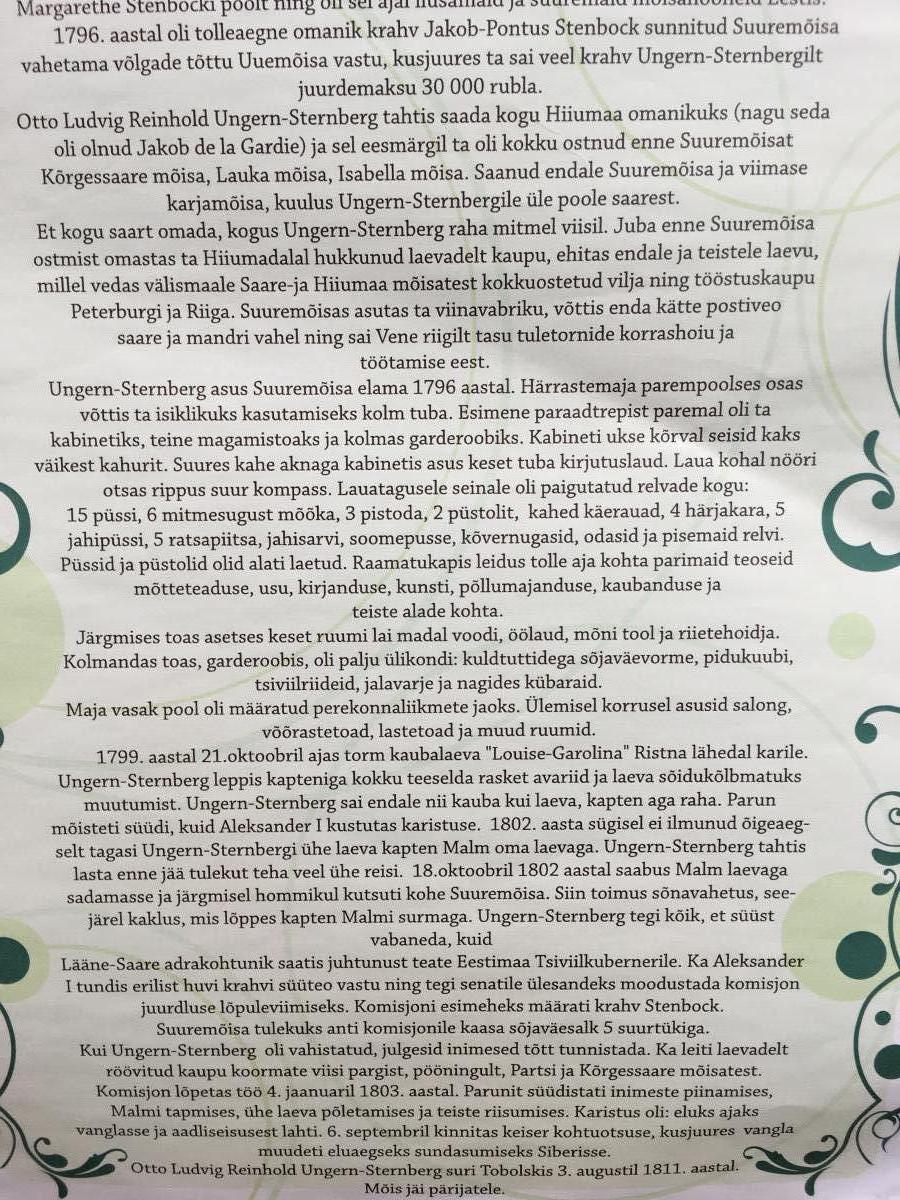 Margarethe Stenbocki poolt ning oli sel ajal ilusamaid ja suuremaid mõisahooneid Eestis.
1796. aastal oli tolleaegne omanik krahv Jakob-Pontus Stenbock sunnitud Suuremõisa
vahetama võlgade tõttu Uuemõisa vastu, kusjuures ta sai veel krahv Ungern-Sternbergilt
juurdemaksu 30 000 rubla.
Otto Ludvig Reinhold Ungern-Sternberg tahtis saada kogu Hiiumaa omanikuks (nagu seda
oli olnud Jakob de la Gardie) ja sel eesmärgil ta oli kokku ostnud enne Suuremõisat
Kõrgessaare mõisa, Lauka mõisa, Isabella mõisa. Saanud endale Suuremõisa ja viimase
karjamõisa, kuulus Ungern-Sternbergile üle poole saarest.
Et kogu saart omada, kogus Ungern-Sternberg raha mitmel viisil. Juba enne Suuremõisa
ostmist omastas ta Hiiumadalal hukkunud laevadelt kaupu, ehitas endale ja teistele laevu,
millel vedas välismaale Saare-ja Hiiumaa mõisatest kokkuostetud vilja ning tööstuskaupu
Peterburgi ja Riiga. Suuremõisas asutas ta viinavabriku, võttis enda kätte postiveo
saare ja mandri vahel ning sai Vene riigilt tasu tuletornide korrashoiu ja
töötamise eest.
Ungern-Sternberg asus Suuremõisa elama 1796 aastal. Härrastemaja parempoolses osas
võttis ta isiklikuks kasutamiseks kolm tuba. Esimene paraadtrepist paremal oli ta
kabinetiks, teine magamistoaks ja kolmas garderoobiks. Kabineti ukse kõrval seisid kaks
väikest kahurit. Suures kahe aknaga kabinetis asus keset tuba kirjutuslaud. Laua kohal nööri
otsas rippus suur kompass. Lauatagusele seinale oli paigutatud relvade kogu:
15 püssi, 6 mitmesugust mõõka, 3 pistoda, 2 püstolit, kahed käerauad, 4 härjakara, 5
jahipüssi, 5 ratsapiitsa, jahisarvi, soomepusse, kõvernugasid, odasid ja pisemaid relvi.
Püssid ja püstolid olid alati laetud. Raamatukapis leidus tolle aja kohta parimaid teoseid
mõtteteaduse, usu, kirjanduse, kunsti, põllumajanduse, kaubanduse ja
teiste alade kohta.
Järgmises toas asetses keset ruumi lai madal voodi, öölaud, mõni tool ja riietehoidja.
Kolmandas toas, garderoobis, oli palju ülikondi: kuldtuttidega sõjaväevorme, pidukuubi,
tsiviilriideid, jalavarje ja nagides kübaraid.
Maja vasak pool oli määratud perekonnaliikmete jaoks. Ülemisel korrusel asusid salong,
võõrastetoad, lastetoad ja muud ruumid.
1799. aastal 21.oktoobril ajas torm kaubalaeva "Louise-Garolina" Ristna lähedal karile.
Ungern-Sternberg leppis kapteniga kokku teeselda rasket avariid ja laeva sõidukõlbmatuks
muutumist. Ungern-Sternberg sai endale nii kauba kui laeva, kapten aga raha. Parun
mõisteti süüdi, kuid Aleksander I kustutas karistuse. 1802. aasta sügisel ei ilmunud õigeaeg-
selt tagasi Ungern-Sternbergi ühe laeva kapten Malm oma laevaga. Ungern-Sternberg tahtis
lasta enne jää tulekut teha veel ühe reisi. 18.oktoobril 1802 aastal saabus Malm laevaga
sadamasse ja järgmisel hommikul kutsuti kohe Suuremõisa. Siin toimus sõnavahetus, see-
järel kaklus, mis lõppes kapten Malmi surmaga. Ungern-Sternberg tegi kõik, et süüst
vabaneda, kuid
Lääne-Saare adrakohtunik saatis juhtunust teate Eestimaa Tsiviilkubernerile. Ka Aleksander
I tundis erilist huvi krahvi süüteo vastu ning tegi senatile ülesandeks moodustada komisjon
juurdluse lõpuleviimiseks. Komisjoni esimeheks määrati krahv Stenbock.
Suuremõisa tulekuks anti komisjonile kaasa sõjaväesalk 5 suurtükiga.
Kui Ungern-Sternberg oli vahistatud, julgesid inimesed tõtt tunnistada. Ka leiti laevadelt
röövitud kaupu koormate viisi pargist, pööningult, Partsi ja Kõrgessaare mõisatest.
Komisjon lõpetas töö 4. jaanuaril 1803. aastal. Parunit süüdistati inimeste piinamises,
Malmi tapmises, ühe laeva põletamises ja teiste riisumises. Karistus oli: eluks ajaks
vanglasse ja aadliseisusest lahti. 6. septembril kinnitas keiser kohtuotsuse, kusjuures vangla
muudeti eluaegseks sundasumiseks Siberisse.
Otto Ludvig Reinhold Ungern-Sternberg suri Tobolskis 3. augustil 1811. aastal.
Mõis jäi pärijatele.